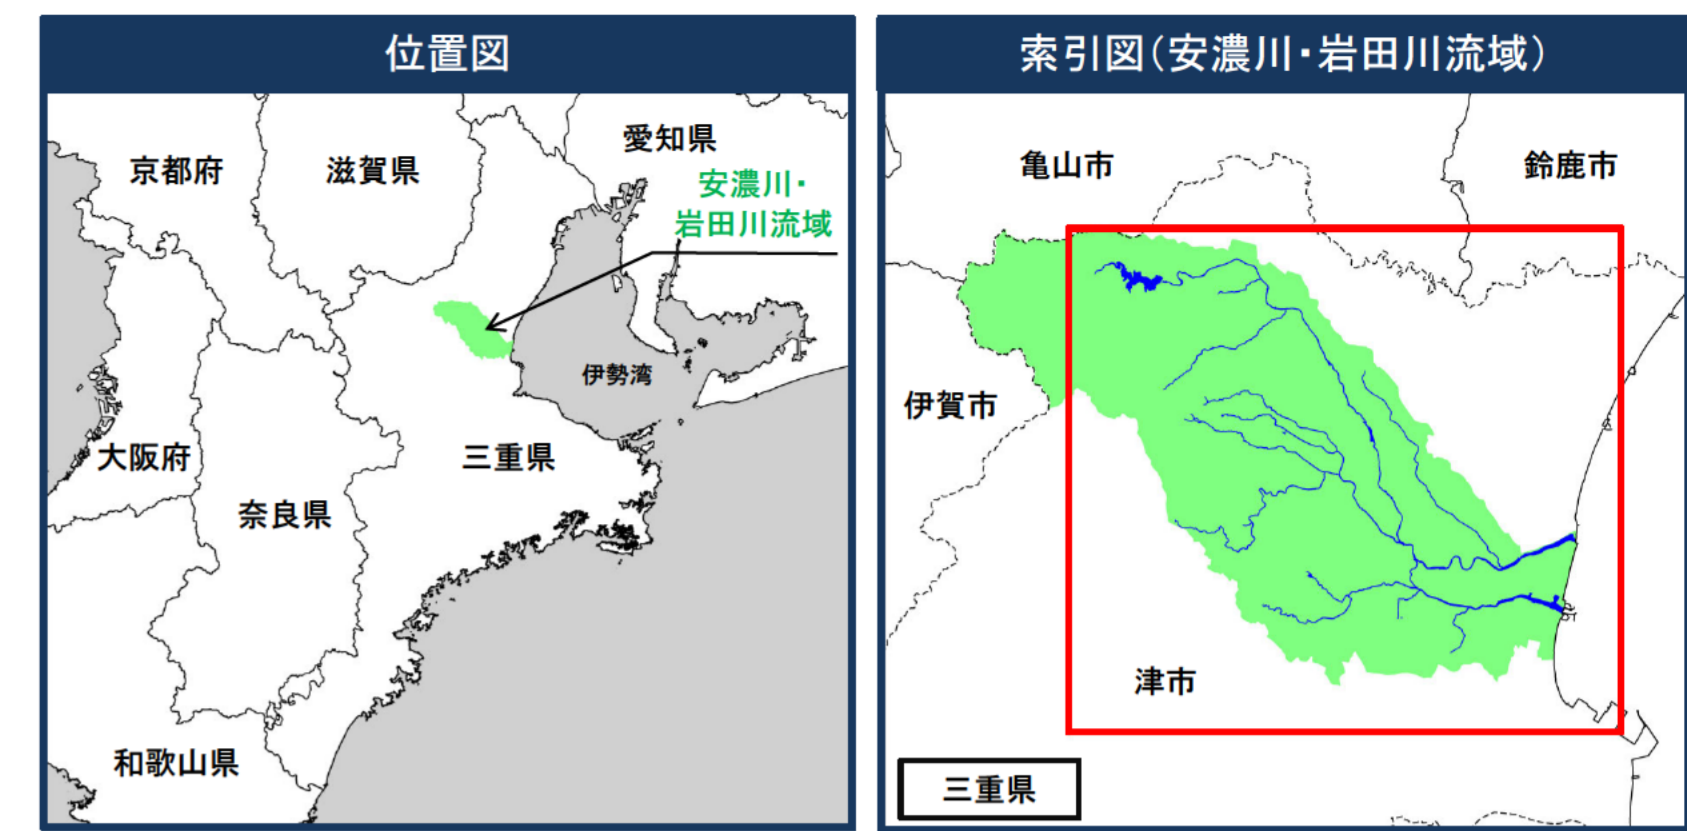 位置図
京都府
滋賀県
愛知県
安濃川・
岩田川流域
伊勢湾
大阪府
三重県
奈良県
和歌山県
索引図(安濃川・岩田川流域)
亀山市
鈴鹿市
伊賀市
津市
三重県